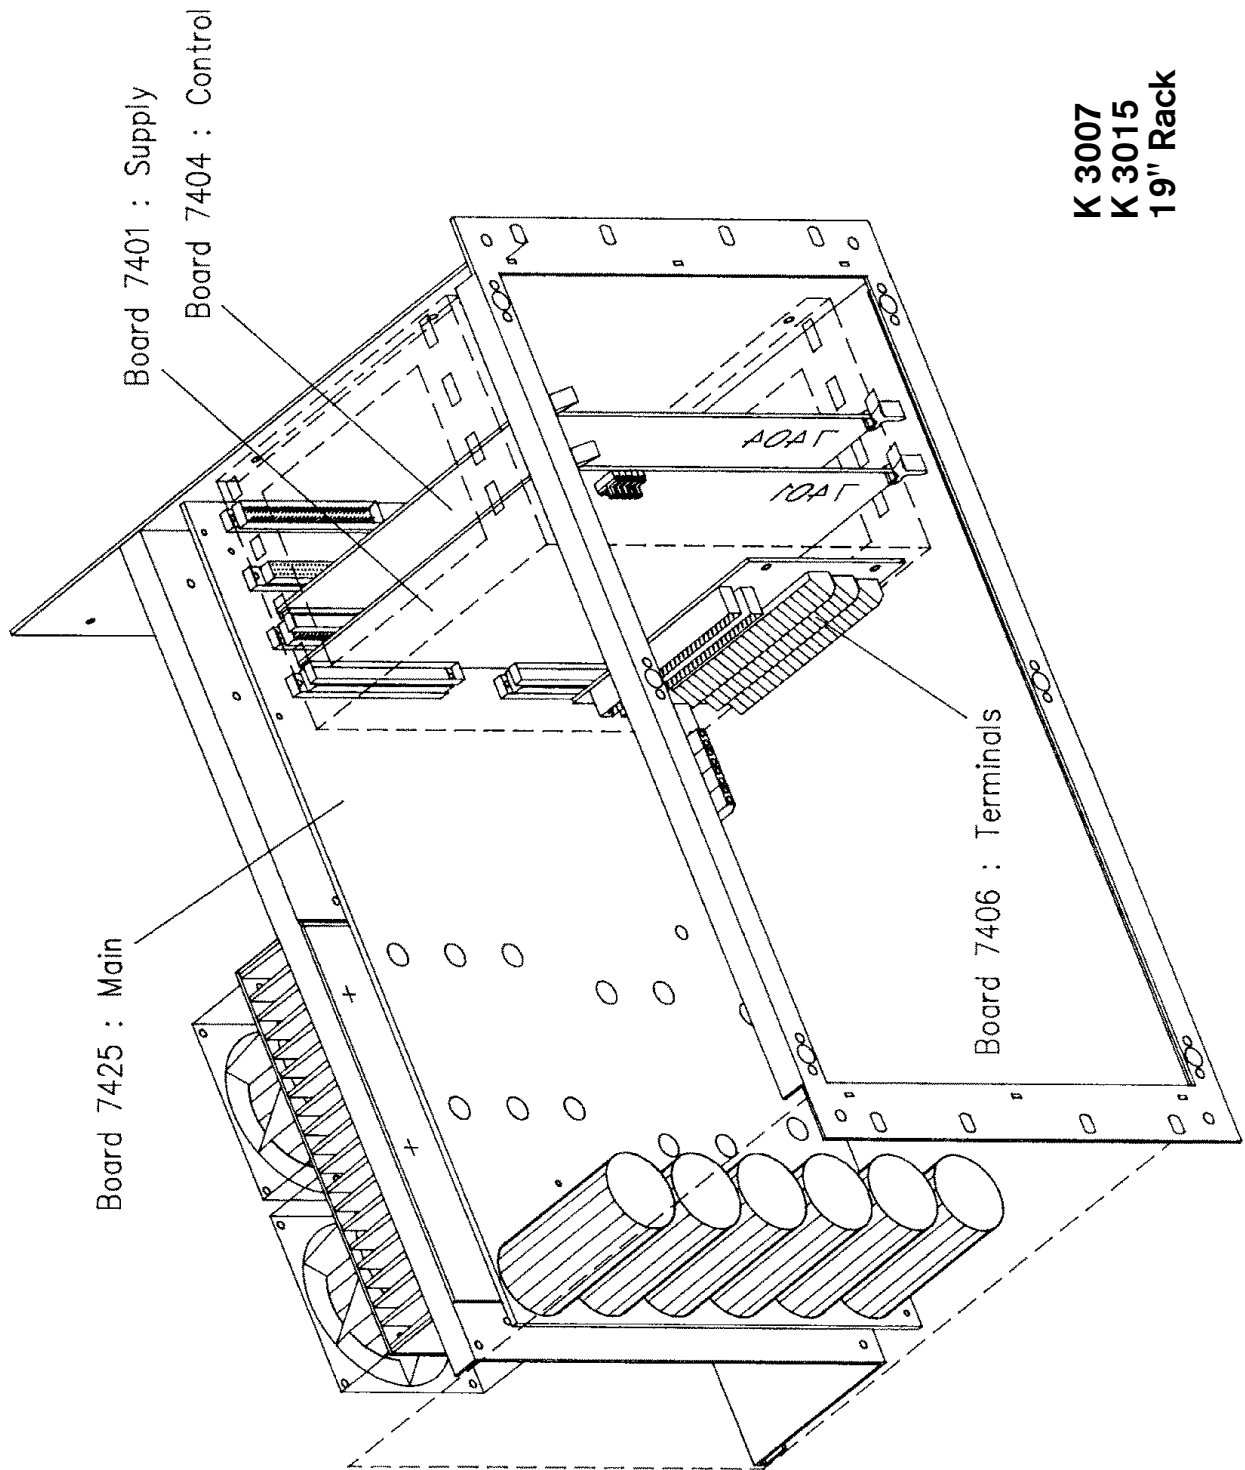 Board 7425 : Main
Board 7401 : Supply
Board 7404 : Control
7404
7401
Board 7406 : Terminals
K 3007
K 3015
19" Rack